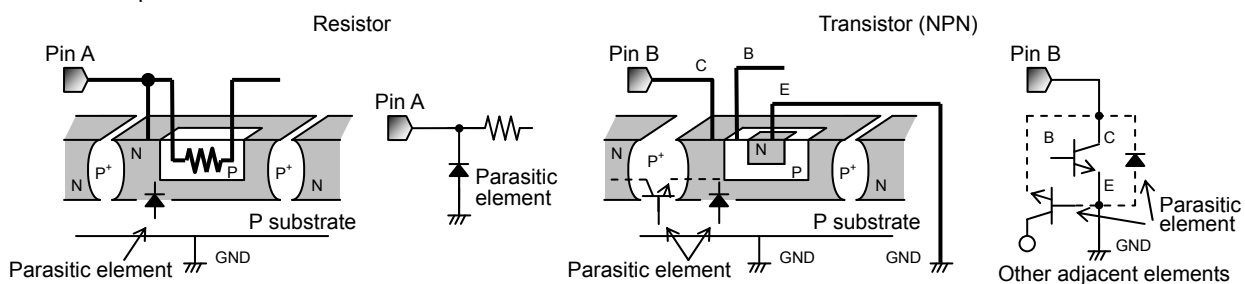 Resistor
Transistor (NPN)
Pin A
N
N
P+
P
P+
N
P substrate
GND
Parasitic element
Pin A
Parasitic
element
Pin B
C
B
E
N
P+
N
P
P+
N
N
P substrate
GND
GND
Parasitic element
Pin B
B
C
E
GND
Parasitic
element
Other adjacent elements